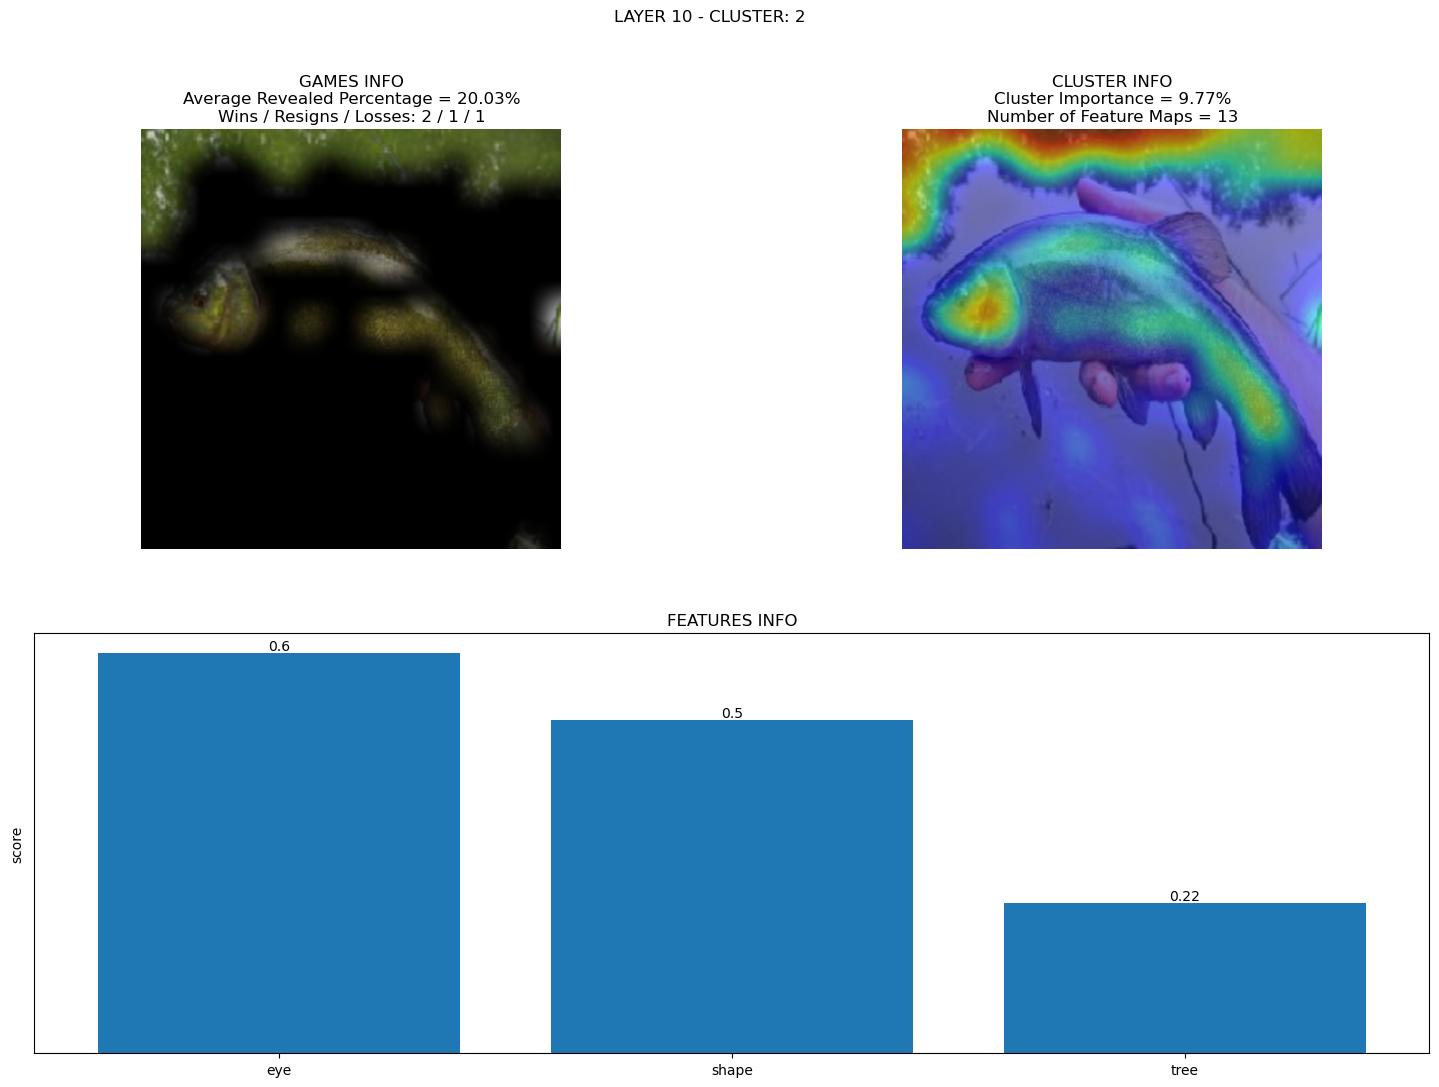 LAYER 10 - CLUSTER: 2
GAMES INFO
Average Revealed Percentage = 20.03%
Wins / Resigns / Losses: 2 / 1 / 1
CLUSTER INFO
Cluster Importance = 9.77%
Number of Feature Maps = 13
FEATURES INFO
score
0.6
0.5
0.22
eye
shape
tree